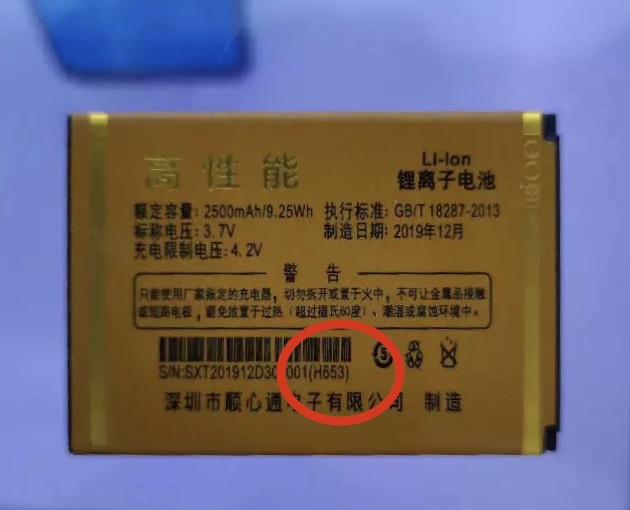 高性能
Li-Ion
锂离子电池
额定容量: 2500mAh/9.25Wh 执行标准: GB/T 18287-2013
标称电压: 3.7V 制造日期: 2019年12月
充电限制电压: 4.2V
警 告
只能使用厂家指定的充电器, 切勿拆开或置于火中, 不可让金属品接触
或短路电极, 避免放置于过热 (超过摄氏60度)、潮湿或腐蚀环境中.
S/N:SXT201912D30 001(H653)
5
深圳市顺心通电子有限公司 制造